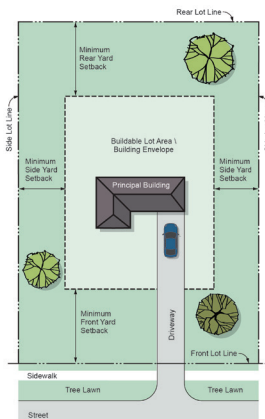 Rear Lot Line
Minimum
Rear Yard
Setback
Side Lot Line
Buildable Lot Area \
Building Envelope
Minimum
Side Yard
Setback
Minimum
Side Yard
Setback
Principal Building
Minimum
Front Yard
Setback
Driveway
Front Lot Line
Sidewalk
Tree Lawn
Tree Lawn
Street